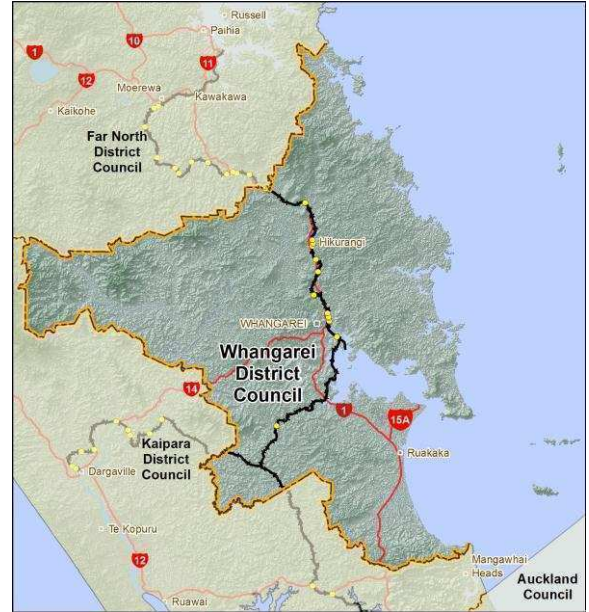 Russell
Paihia
10
1
11
12
Moerewa
Kawakawa
Kaikohe
Far North
District
Council
Hikurangi
WHANGAREI
Whangarei
District
Council
14
1
15A
Kaipara
District
Council
Ruakaka
Dargaville
Te Kopuru
12
Mangawhai
Heads
Auckland
Council
Ruawai